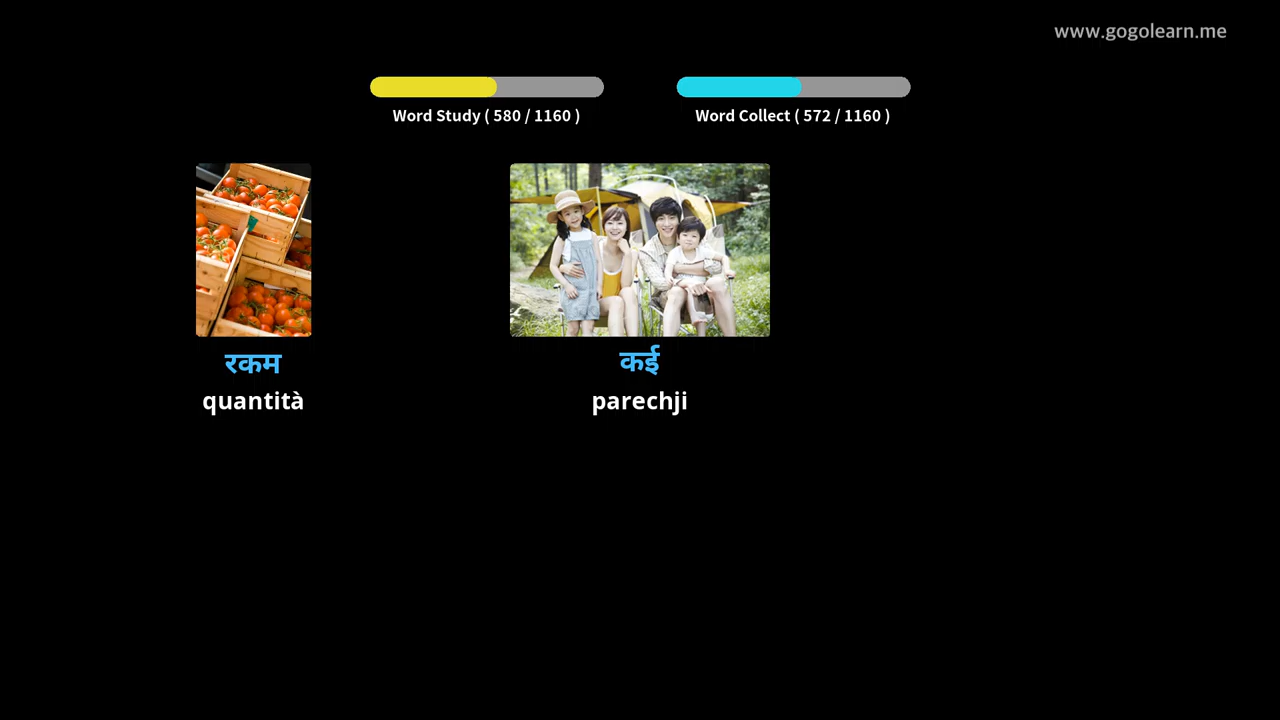 www.gogolearn.me
Word Study ( 580 / 1160 )
Word Collect ( 572 / 1160 )
रकम
quantità
कई
parechji